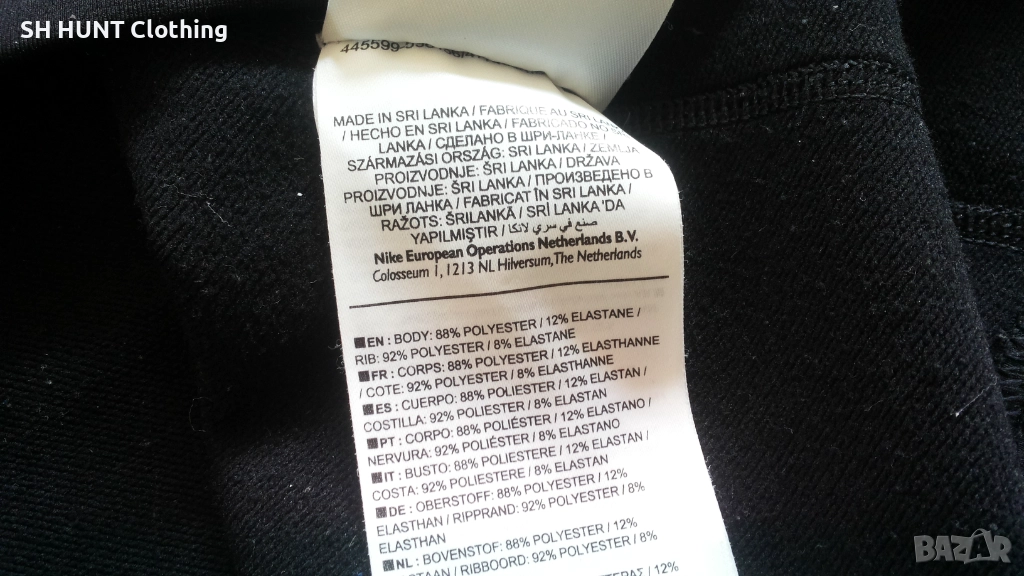 SH HUNT Clothing
445599
MADE IN SRI LANKA / FABRIQUE AU SRI
/ HECHO EN SRI LANKA / FABRICADO NO
LANKA / СДЕЛАНО В ШРИ-ЛАНКЕ /
SZÁRMAZÁSI ORSZÁG: SRI LANKA / ZEMLJA
PROIZVODNJE: ŠRI LANKA / DRŽAVA
PROIZVODNJE: ŠRI LANKA / ПРОИЗВЕДЕНО В
ШРИ ЛАНКА / FABRICAT ÎN SRI LANKA /
RAŽOTS: ŠRILANKĀ / SRİ LANKA 'DA
YAPILMIŞTIR / صنع في سري لانكا
Nike European Operations Netherlands B.V.
Colosseum 1, 1213 NL Hilversum, The Netherlands
EN : BODY: 88% POLYESTER / 12% ELASTANE /
RIB: 92% POLYESTER / 8% ELASTANE
FR : CORPS: 88% POLYESTER / 12% ELASTHANNE
/ COTE: 92% POLYESTER / 8% ELASTHANNE
ES : CUERPO: 88% POLIESTER / 12% ELASTAN /
COSTILLA: 92% POLIESTER / 8% ELASTAN
PT : CORPO: 88% POLIÉSTER / 12% ELASTANO /
NERVURA: 92% POLIÉSTER / 8% ELASTANO
IT : BUSTO: 88% POLIESTERE / 12% ELASTAN /
COSTA: 92% POLIESTERE / 8% ELASTAN
DE : OBERSTOFF: 88% POLYESTER / 12%
ELASTHAN / RIPPRAND: 92% POLYESTER / 8%
ELASTHAN
NL : BOVENSTOF: 88% POLYESTER / 12%
/ RIBBOORD: 92% POLYESTER / 8%
/ 12%
BAZAR